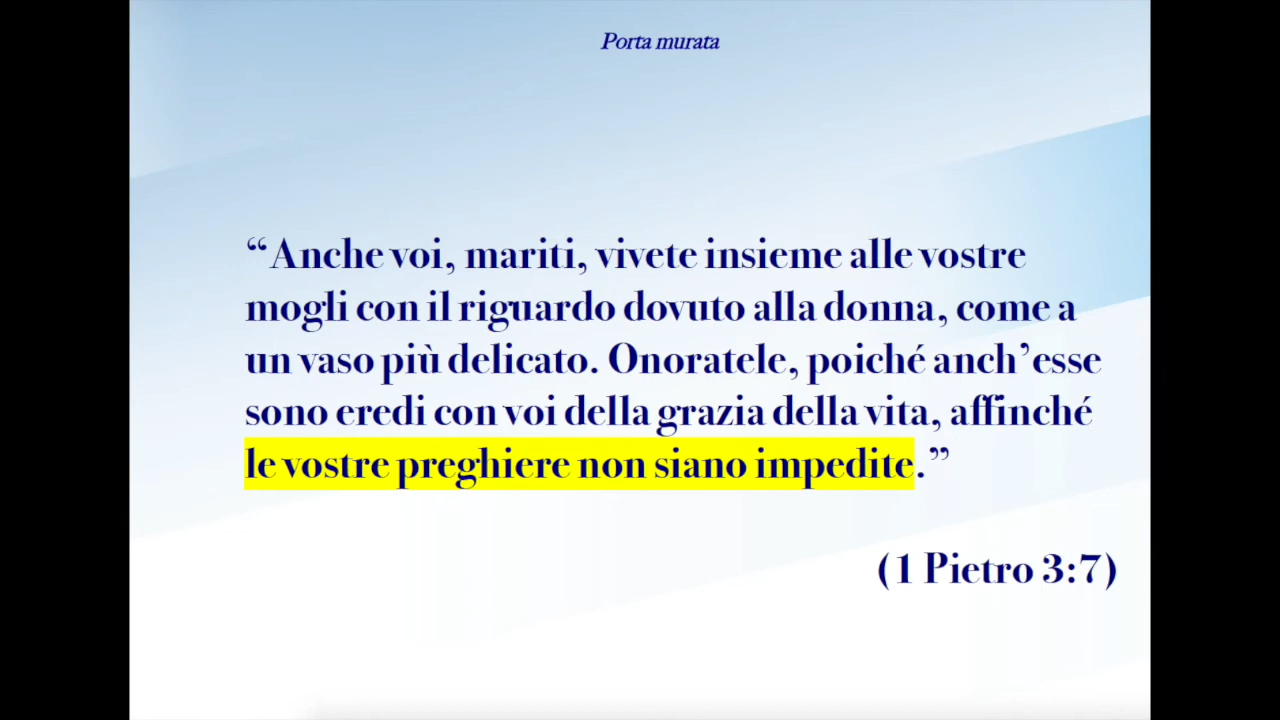 Porta murata
“Anche voi, mariti, vivete insieme alle vostre
mogli con il riguardo dovuto alla donna, come a
un vaso più delicato. Onoratele, poiché anch’esse
sono eredi con voi della grazia della vita, affinché
le vostre preghiere non siano impedite.”
(1 Pietro 3:7)